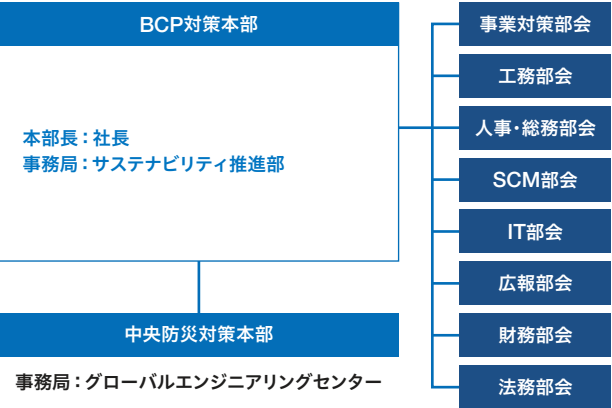 BCP対策本部
本部長：社長
事務局：サステナビリティ推進部
中央防災対策本部
事務局：グローバルエンジニアリングセンター
事業対策部会
工務部会
人事・総務部会
SCM部会
IT部会
広報部会
財務部会
法務部会